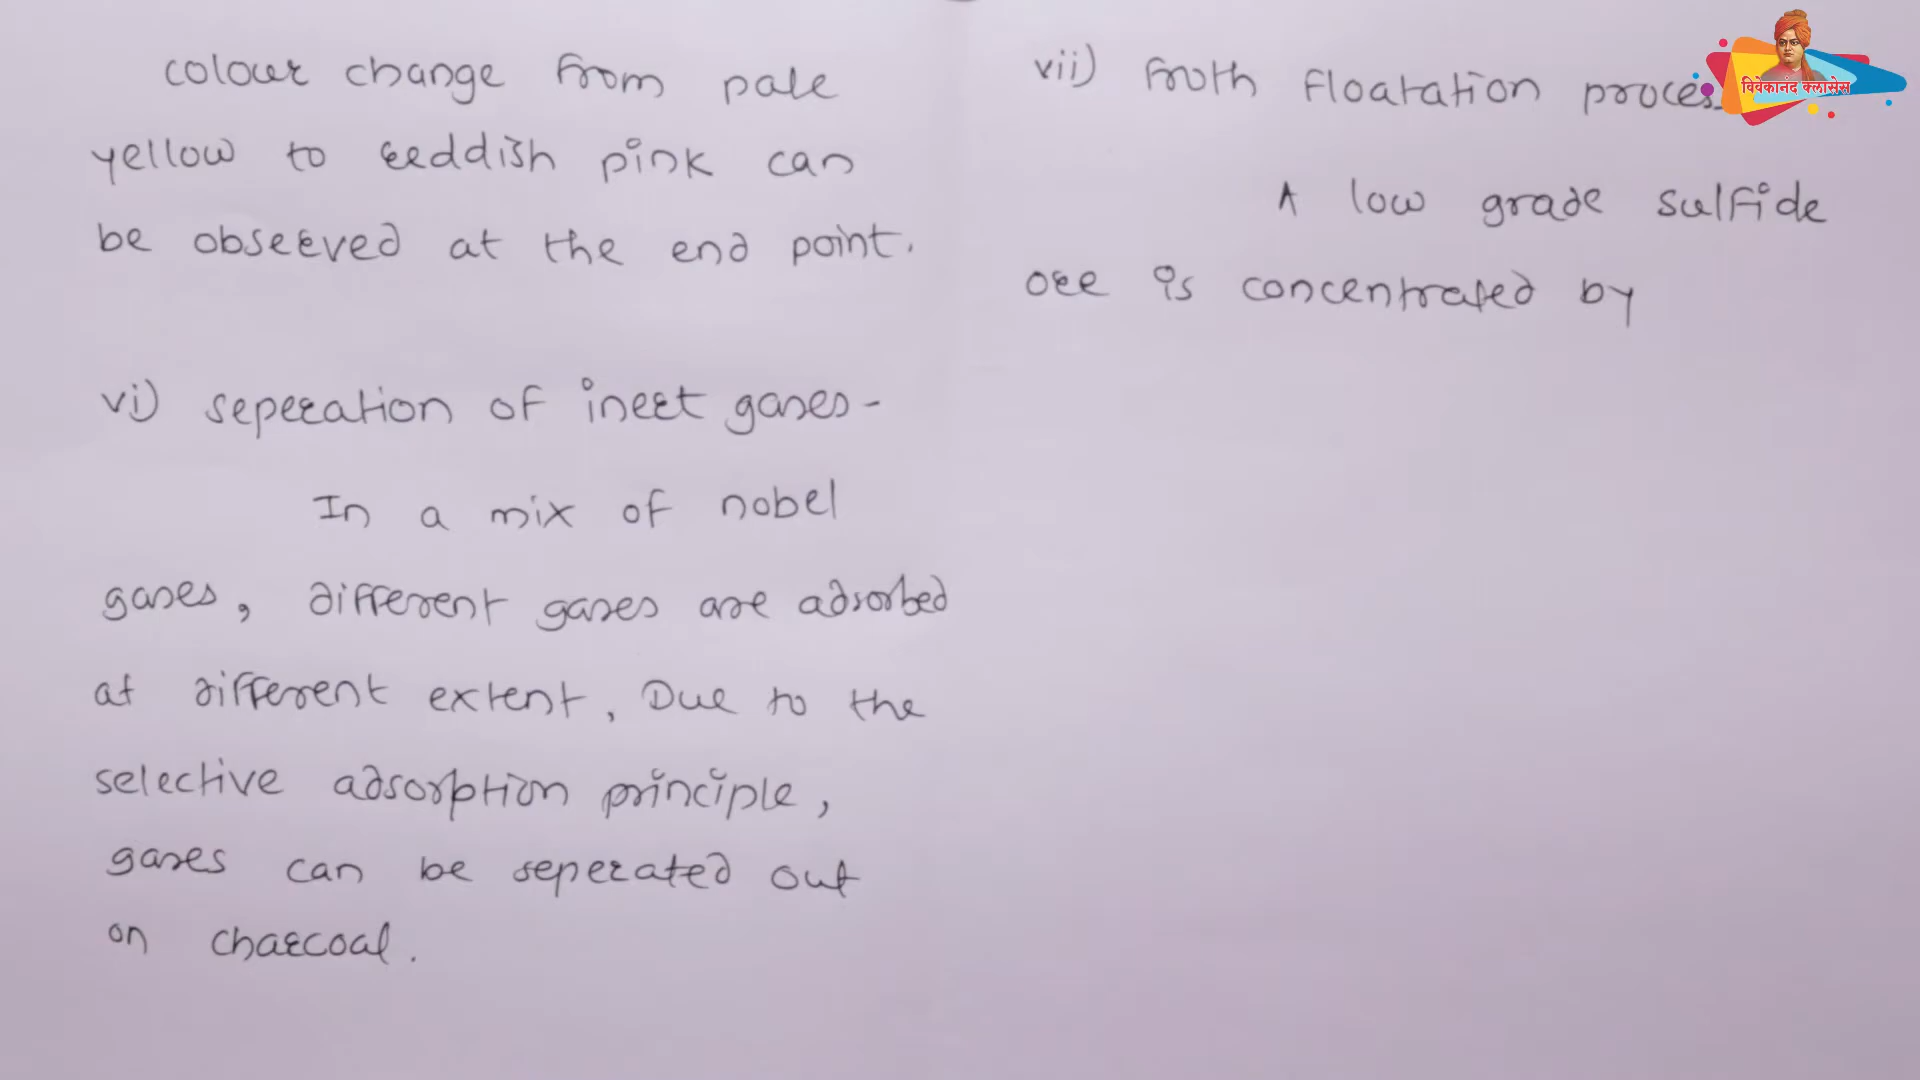 colour change from pale
yellow to reddish pink can
be observed at the end point.
vi) seperation of inert gases-
In a mix of nobel
gases, different gases are adsorbed
at different extent. Due to the
selective adsorption principle,
gases can be seperated out
on charcoal.
vii) Froth Floatation proces
A low grade sulfide
ore is concentrated by
विवेकानंद क्लासेस